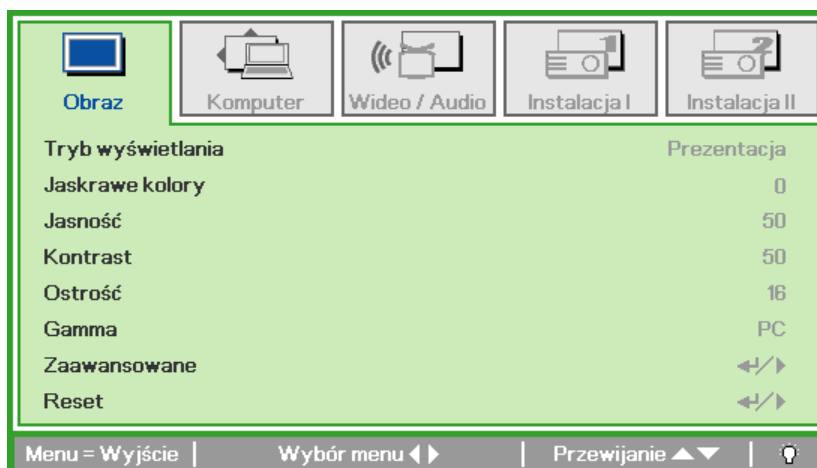 Obraz Komputer Wideo / Audio Instalacja I Instalacja II
Tryb wyświetlania Prezentacja
Jaskrawe kolory 0
Jasność 50
Kontrast 50
Ostrość 16
Gamma PC
Zaawansowane ↵/▶
Reset ↵/▶
Menu = Wyjście | Wybór menu ◀▶ | Przewijanie ▲▼ |